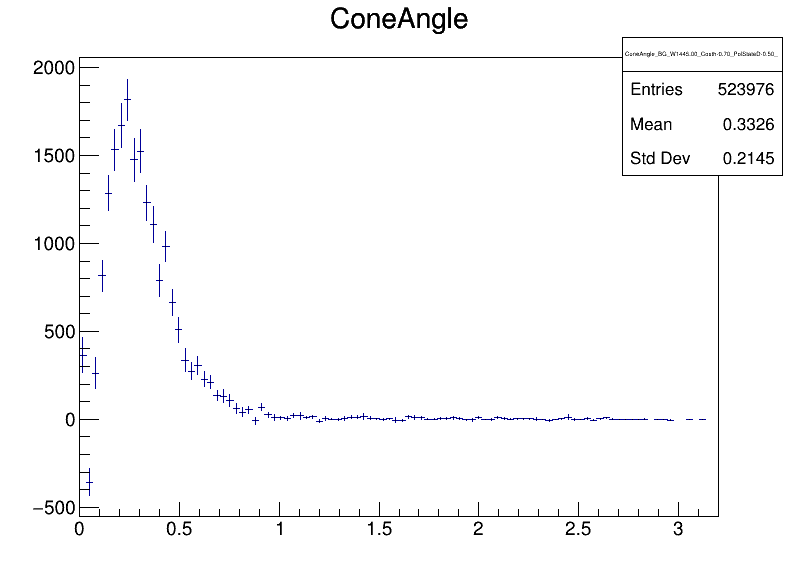 ConeAngle
ConeAngle_BG_W1445.00_Costh-0.70_PolStateD-0.50_
Entries 523976
Mean 0.3326
Std Dev 0.2145
2000
1500
1000
500
0
−500
0 0.5 1 1.5 2 2.5 3